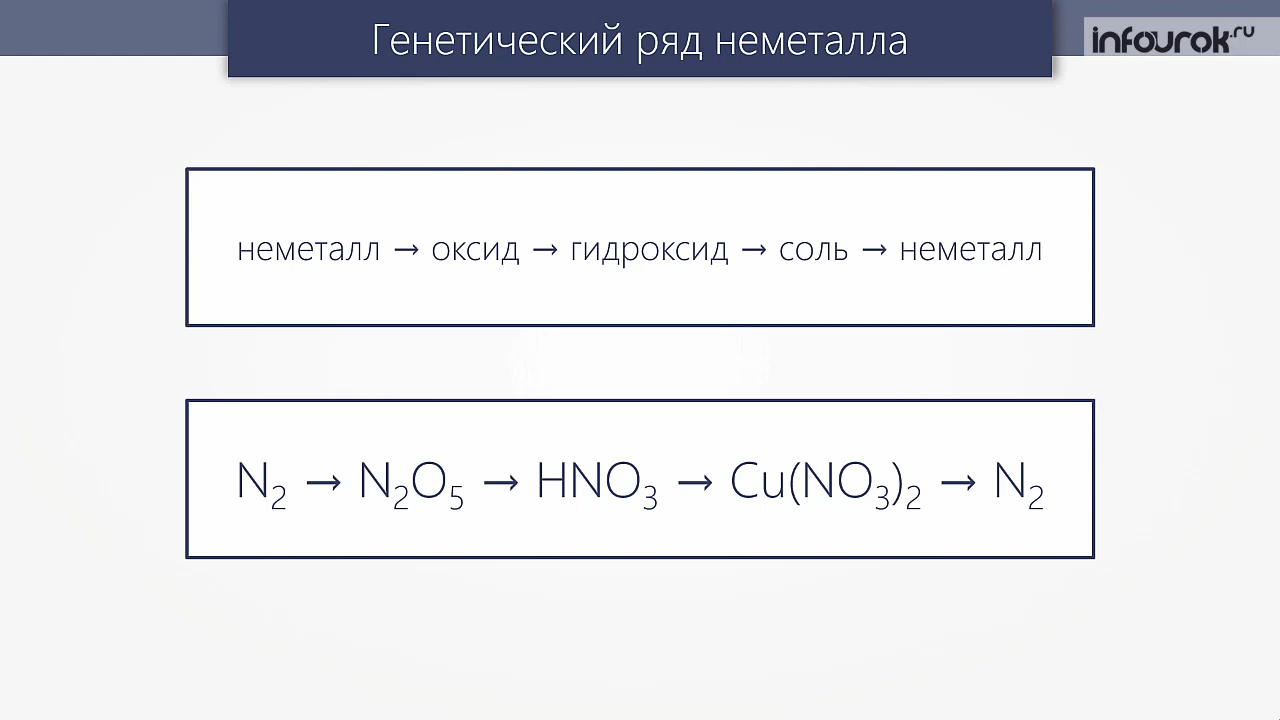 Генетический ряд неметалла
infourok.ru
неметалл → оксид → гидроксид → соль → неметалл
N₂ → N₂O₅ → HNO₃ → Cu(NO₃)₂ → N₂